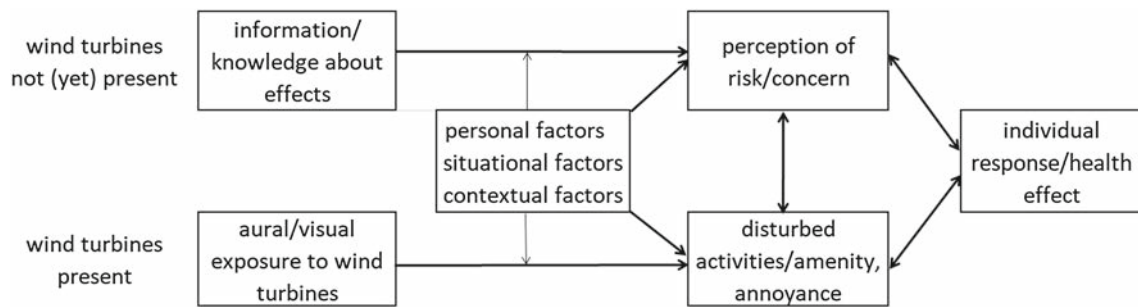 wind turbines
not (yet) present
information/
knowledge about
effects
perception of
risk/concern
personal factors
situational factors
contextual factors
individual
response/health
effect
wind turbines
present
aural/visual
exposure to wind
turbines
disturbed
activities/amenity,
annoyance